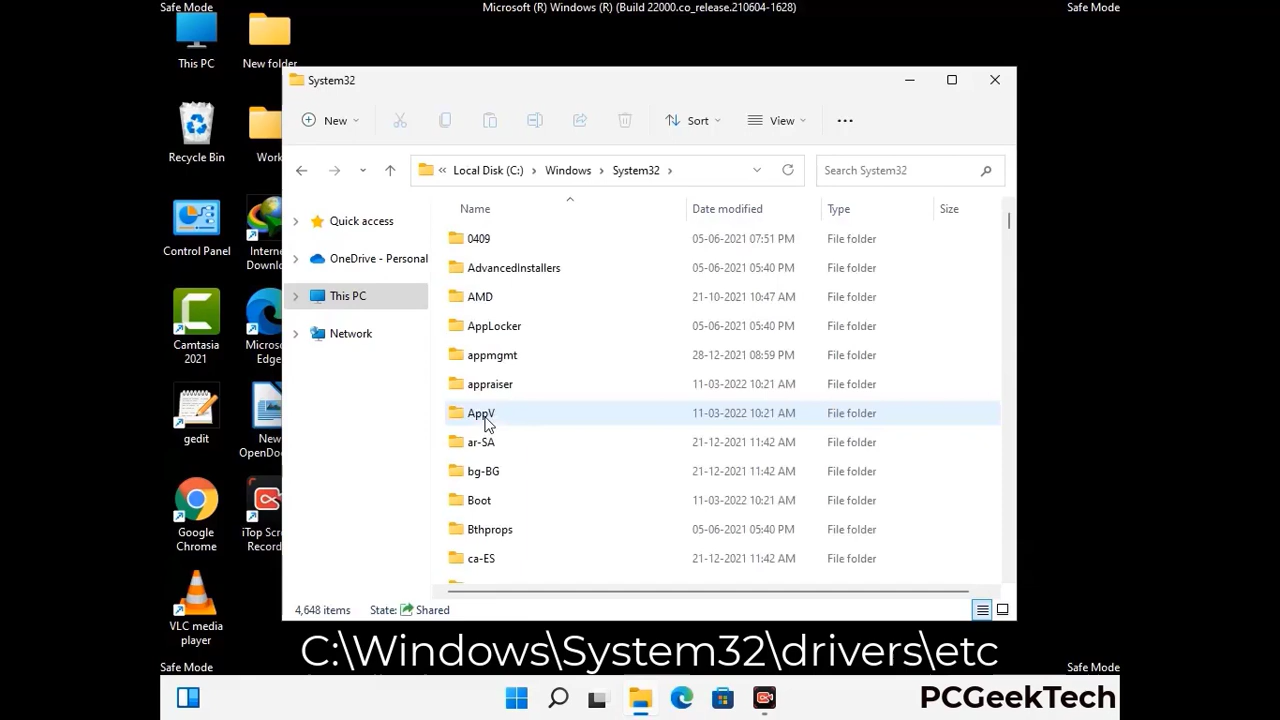 Safe Mode
Microsoft (R) Windows (R) (Build 22000.co_release.210604-1628)
Safe Mode
This PC
New folder
Recycle Bin
Work
Control Panel
Internet
Downlo
Camtasia
2021
Micros
Edge
gedit
New
OpenDo
Google
Chrome
iTop Scre
Record
VLC media
player
System32
New
Sort
View
Local Disk (C:)
Windows
System32
Search System32
Quick access
OneDrive - Personal
This PC
Network
Name Date modified Type Size
0409 05-06-2021 07:51 PM File folder
AdvancedInstallers 05-06-2021 05:40 PM File folder
AMD 21-10-2021 10:47 AM File folder
AppLocker 05-06-2021 05:40 PM File folder
appmgmt 28-12-2021 08:59 PM File folder
appraiser 11-03-2022 10:21 AM File folder
AppV 11-03-2022 10:21 AM File folder
ar-SA 21-12-2021 11:42 AM File folder
bg-BG 21-12-2021 11:42 AM File folder
Boot 11-03-2022 10:21 AM File folder
Bthprops 05-06-2021 05:40 PM File folder
ca-ES 21-12-2021 11:42 AM File folder
4,648 items State: Shared
C:\Windows\System32\drivers\etc
Safe Mode
Safe Mode
PCGeekTech